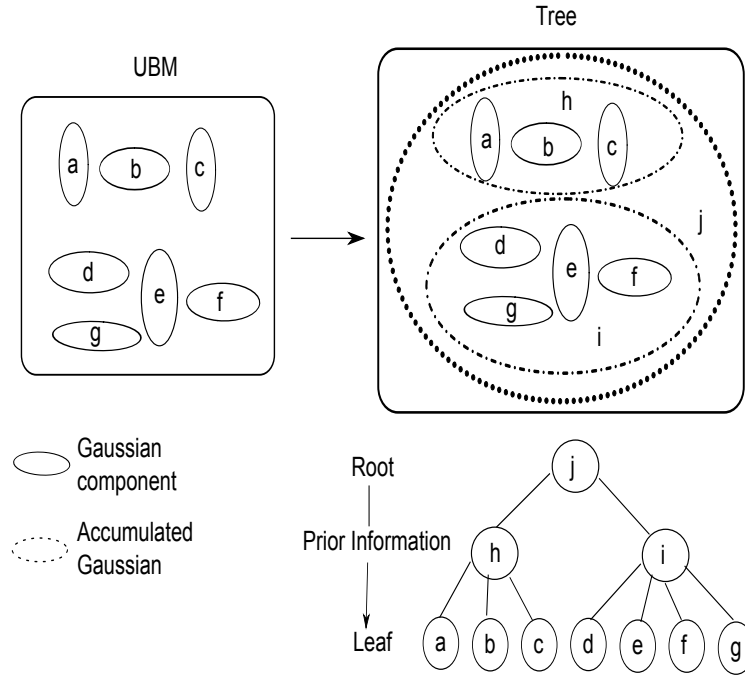 UBM
a b c
d e f
g
Gaussian
component
Accumulated
Gaussian
Tree
h
a b c
j
d e f
g
i
Root
Prior Information
Leaf
j
h i
a b c d e f g